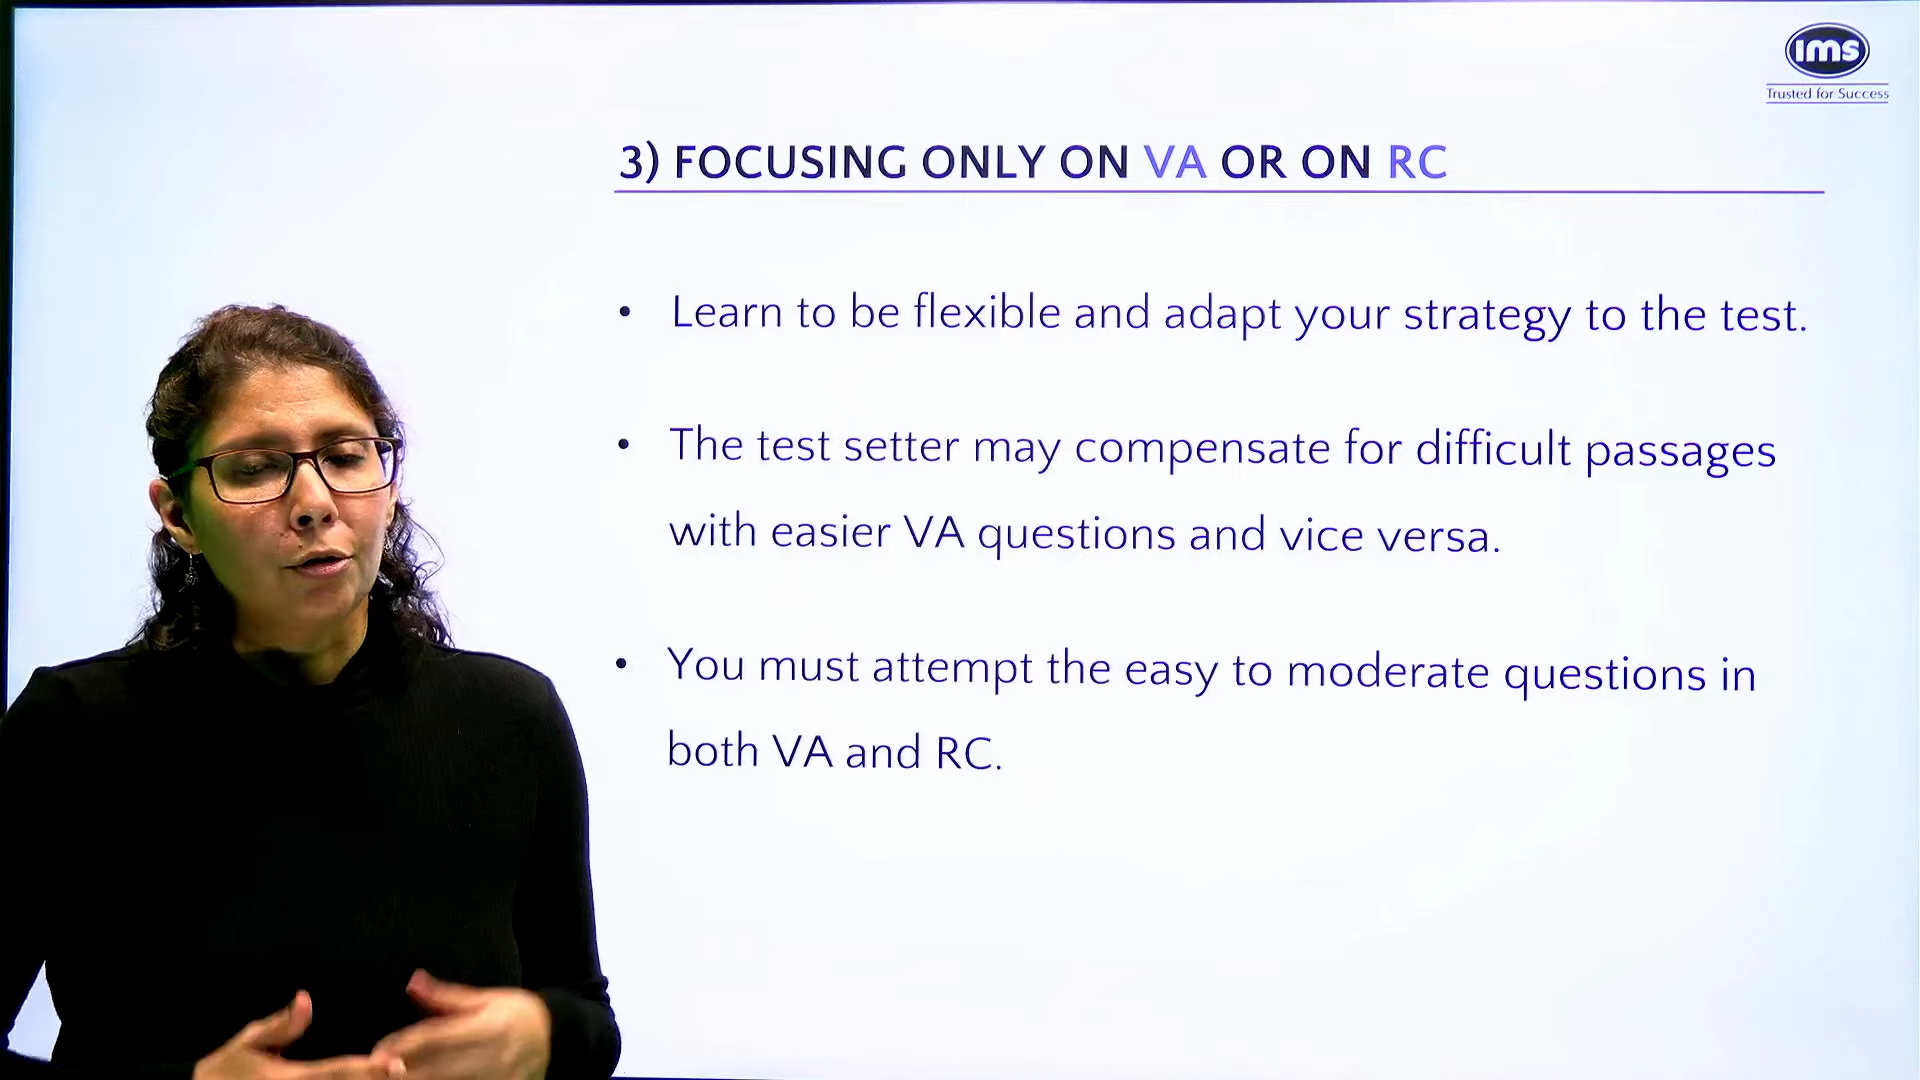 ims
Trusted for Success
3) FOCUSING ONLY ON VA OR ON RC
• Learn to be flexible and adapt your strategy to the test.
• The test setter may compensate for difficult passages
with easier VA questions and vice versa.
• You must attempt the easy to moderate questions in
both VA and RC.